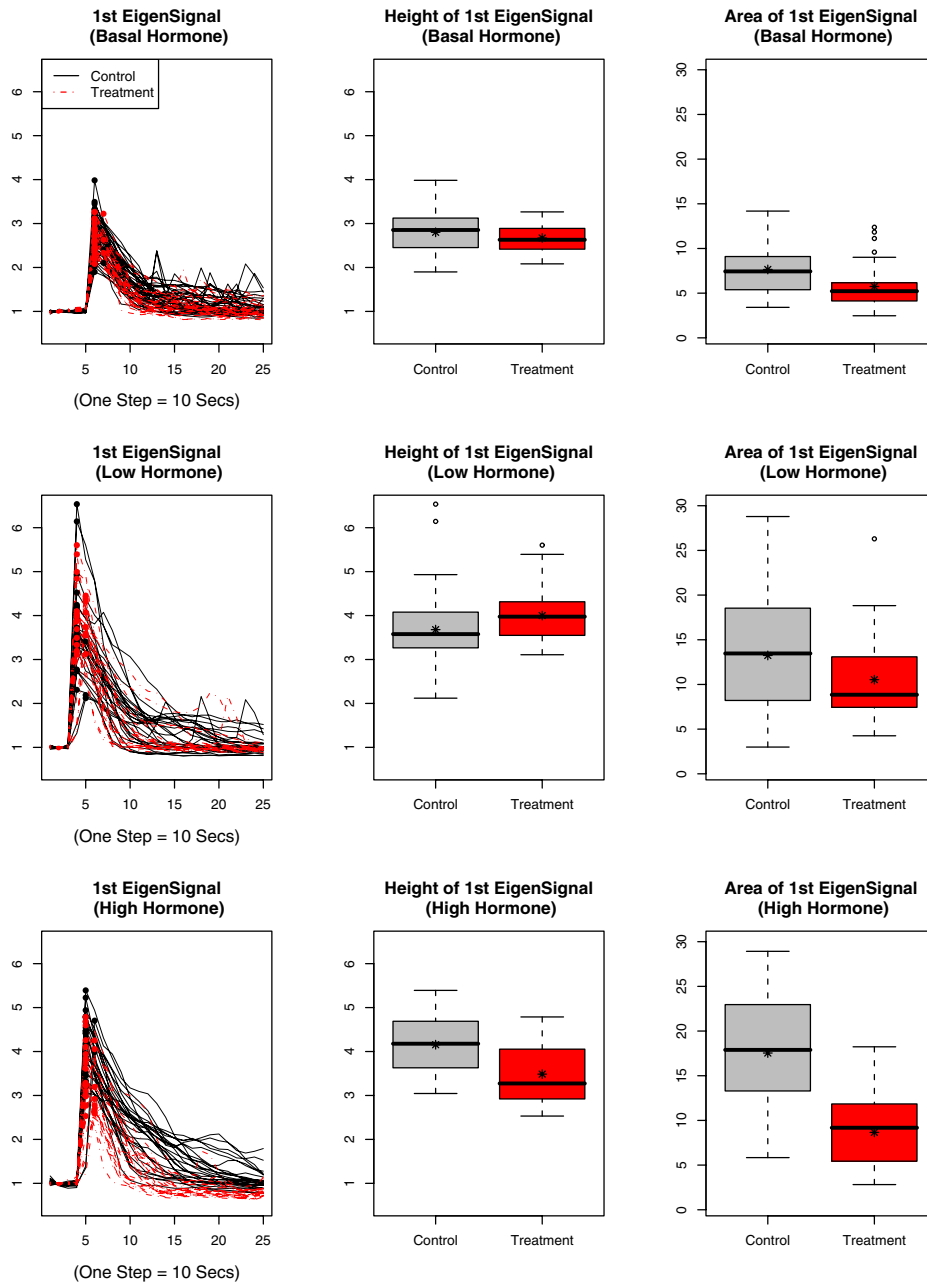 1st EigenSignal
(Basal Hormone)
Control
Treatment
1 2 3 4 5 6
5 10 15 20 25
(One Step = 10 Secs)
Height of 1st EigenSignal
(Basal Hormone)
1 2 3 4 5 6
Control Treatment
Area of 1st EigenSignal
(Basal Hormone)
0 5 10 15 20 25 30
Control Treatment
1st EigenSignal
(Low Hormone)
1 2 3 4 5 6
5 10 15 20 25
(One Step = 10 Secs)
Height of 1st EigenSignal
(Low Hormone)
1 2 3 4 5 6
Control Treatment
Area of 1st EigenSignal
(Low Hormone)
0 5 10 15 20 25 30
Control Treatment
1st EigenSignal
(High Hormone)
1 2 3 4 5 6
5 10 15 20 25
(One Step = 10 Secs)
Height of 1st EigenSignal
(High Hormone)
1 2 3 4 5 6
Control Treatment
Area of 1st EigenSignal
(High Hormone)
0 5 10 15 20 25 30
Control Treatment